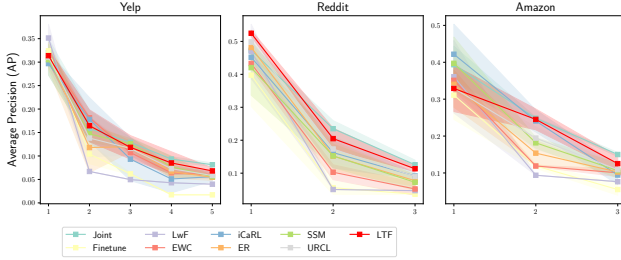 Yelp
Reddit
Amazon
Average Precision (AP)
0.35
0.30
0.25
0.20
0.15
0.10
0.05
0.00
1 2 3 4 5
0.5
0.4
0.3
0.2
0.1
1 2 3
0.5
0.4
0.3
0.2
0.1
1 2 3
Joint LwF iCaRL SSM LTF
Finetune EWC ER URCL